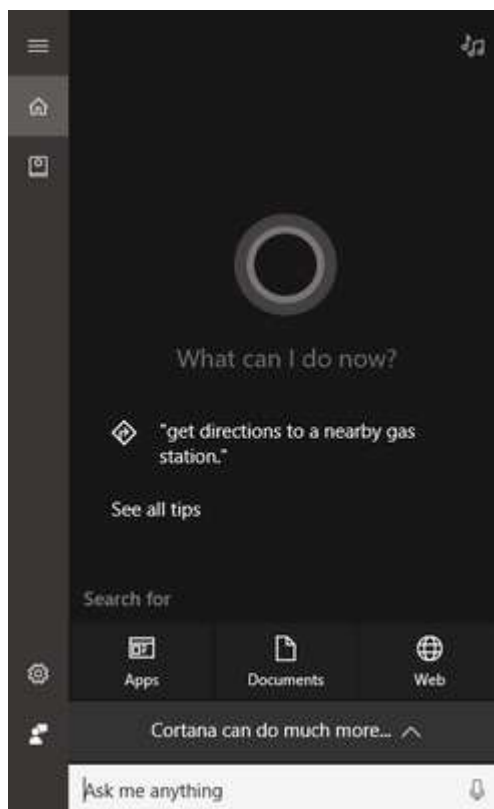 What can I do now?
"get directions to a nearby gas
station."
See all tips
Search for
Apps
Documents
Web
Cortana can do much more...
Ask me anything